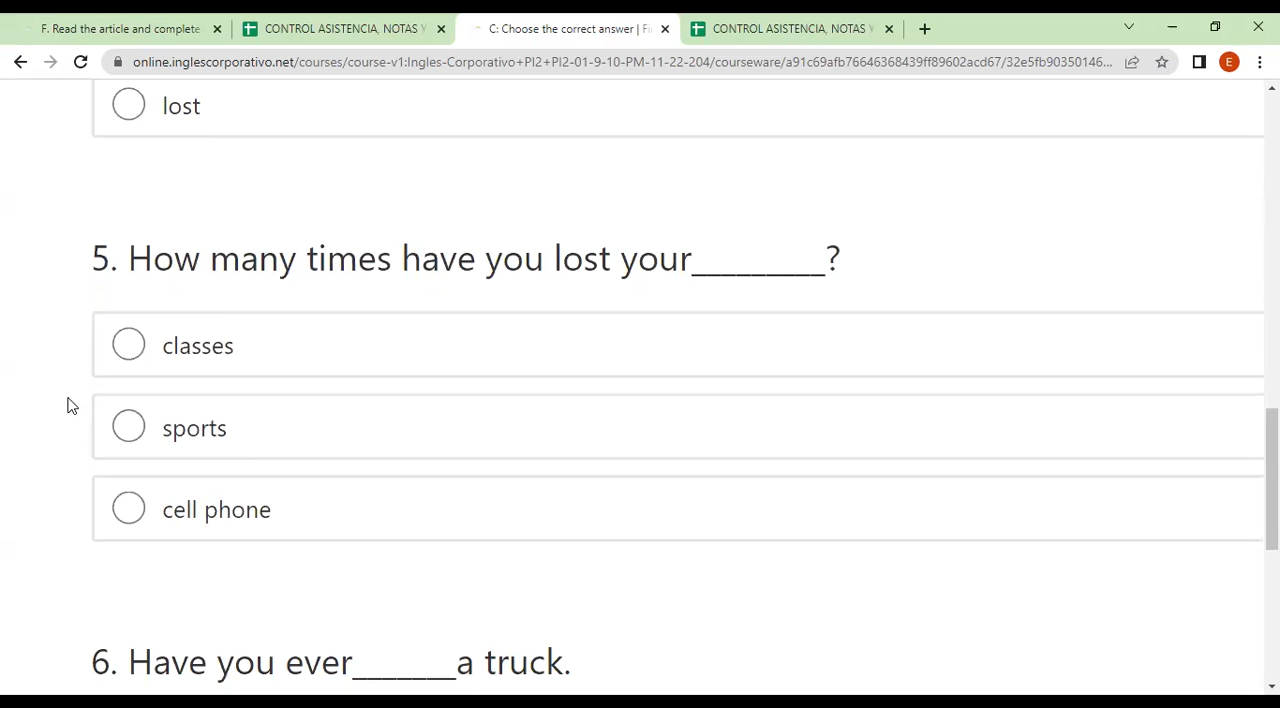 F. Read the article and complete
CONTROL ASISTENCIA, NOTAS Y
C: Choose the correct answer | Fi
CONTROL ASISTENCIA, NOTAS Y
online.inglescorporativo.net/courses/course-v1:Ingles-Corporativo+PI2+PI2-01-9-10-PM-11-22-204/courseware/a91c69afb76646368439ff89602acd67/32e5fb90350146...
E
lost
5. How many times have you lost your_________?
classes
sports
cell phone
6. Have you ever_______a truck.